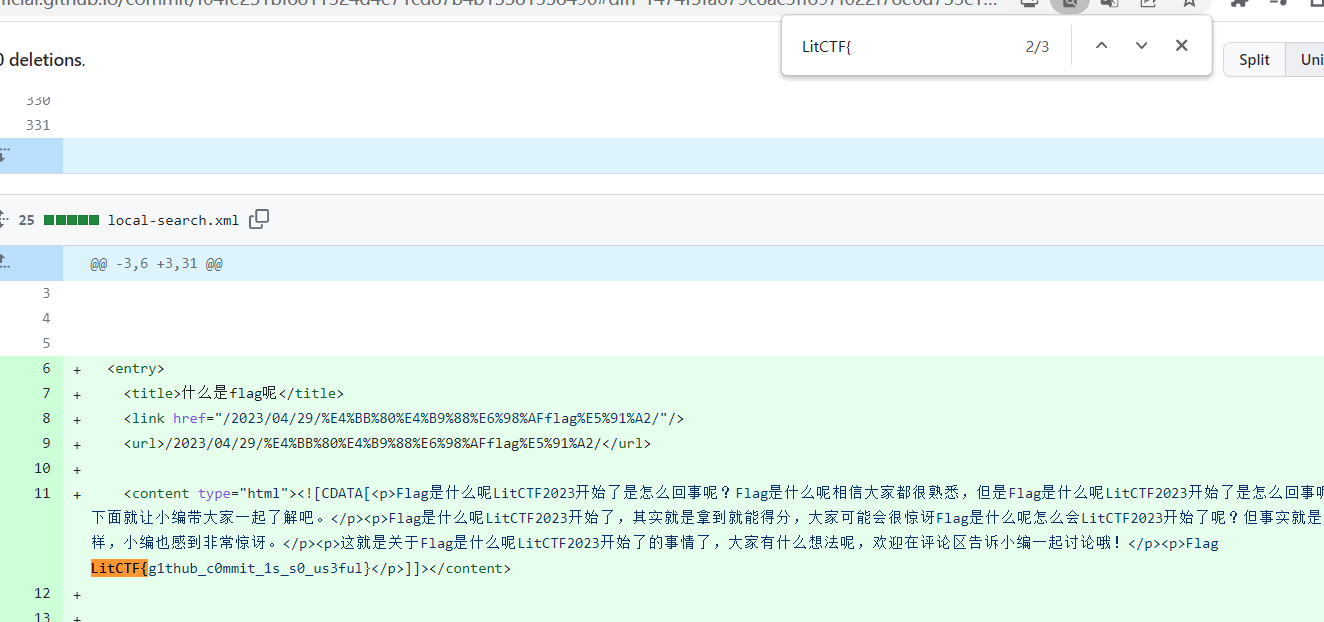 LitCTF{ 2/3
0 deletions.
Split Uni
330
331
25 local-search.xml
@@ -3,6 +3,31 @@
3
4
5
6 + <entry>
7 + <title>什么是flag呢</title>
8 + <link href="/2023/04/29/%E4%BB%80%E4%B9%88%E6%98%AFflag%E5%91%A2/"/>
9 + <url>/2023/04/29/%E4%BB%80%E4%B9%88%E6%98%AFflag%E5%91%A2/</url>
10 +
11 + <content type="html"><![CDATA[<p>Flag是什么呢LitCTF2023开始了是怎么回事呢？Flag是什么呢相信大家都很熟悉，但是Flag是什么呢LitCTF2023开始了是怎么回事呢
下面就让小编带大家一起了解吧。</p><p>Flag是什么呢LitCTF2023开始了，其实就是拿到就能得分，大家可能会很惊讶Flag是什么呢怎么会LitCTF2023开始了呢？但事实就是
样，小编也感到非常惊讶。</p><p>这就是关于Flag是什么呢LitCTF2023开始了的事情了，大家有什么想法呢，欢迎在评论区告诉小编一起讨论哦！</p><p>Flag
LitCTF{g1thub_c0mmit_1s_s0_us3ful}</p>]]></content>
12 +
13 +